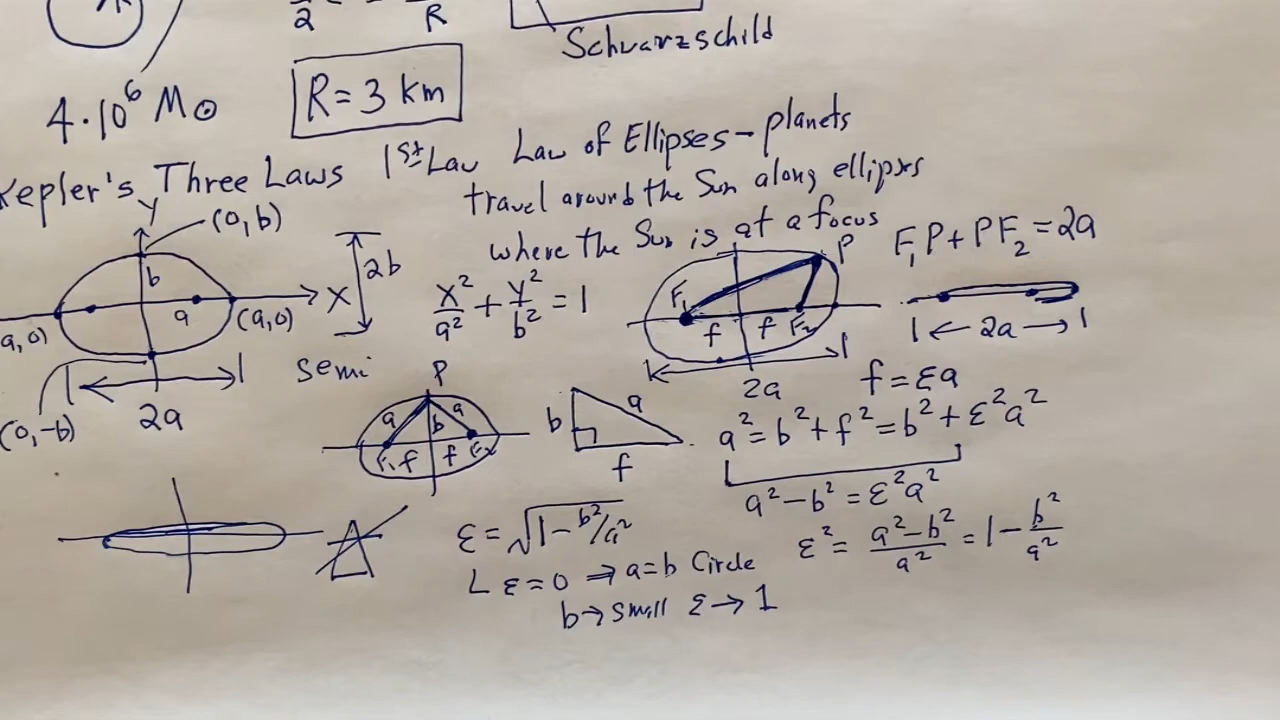 2
R
Schwarzschild
4·10⁶ M⊙
R = 3 km
Kepler's Three Laws 1st Law Law of Ellipses - planets
travel around the Sun along ellipses
where the Sun is at a focus
y
(0, b)
2b
b
a
x
(a, 0)
a, 0)
(0, -b)
2a
semi
x²/a² + y²/b² = 1
P
F₁
f
f
F₂
2a
F₁P + PF₂ = 2a
2a
P
a
a
b
F₁ f
f F₂
b
a
f
f = εa
a² = b² + f² = b² + ε²a²
a² - b² = ε²a²
ε² = (a² - b²)/a² = 1 - b²/a²
ε = √(1 - b²/a²)
ε = 0 ⇒ a = b Circle
b → small ε → 1